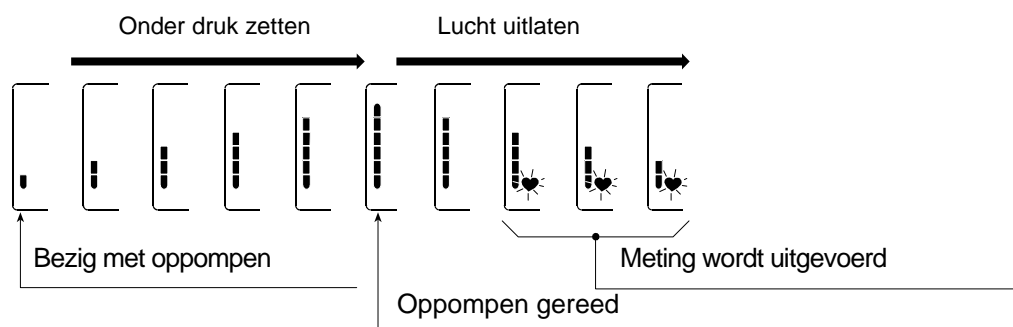 Onder druk zetten
Lucht uitlaten
Bezig met oppompen
Meting wordt uitgevoerd
Oppompen gereed